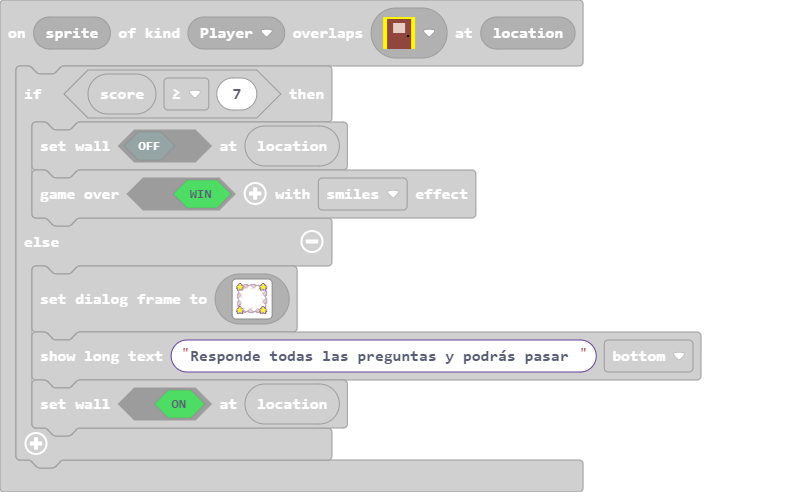 on sprite of kind Player overlaps at location
if score ≥ 7 then
set wall OFF at location
game over WIN with smiles effect
else
set dialog frame to
show long text "Responde todas las preguntas y podrás pasar " bottom
set wall ON at location